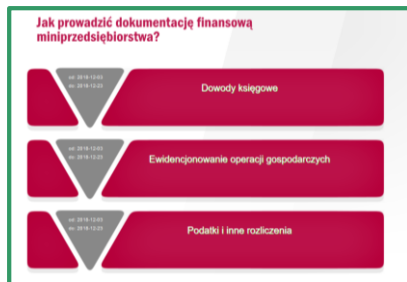 Jak prowadzić dokumentację finansową
miniprzedsiębiorstwa?
Dowody księgowe
Ewidencjonowanie operacji gospodarczych
Podatki i inne rozliczenia